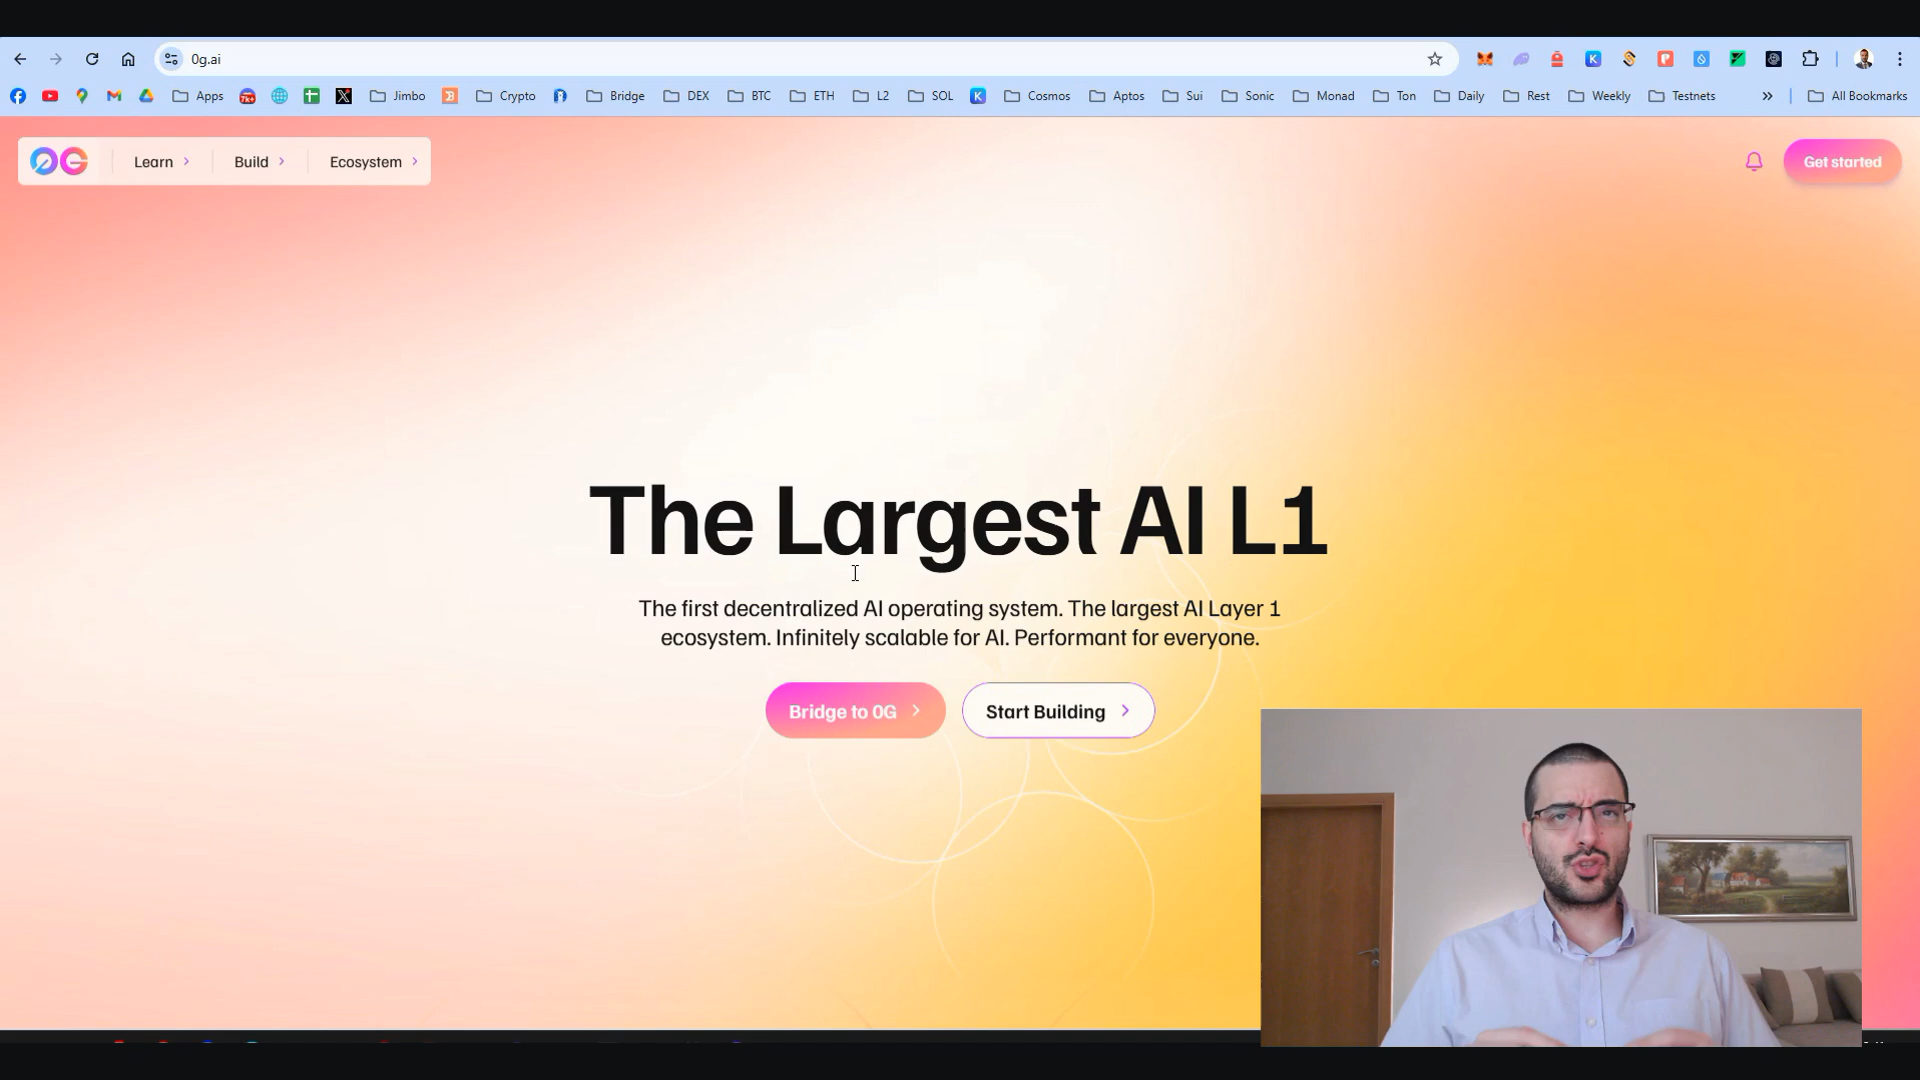 0g.ai
Apps
7k+
Jimbo
Crypto
Bridge
DEX
BTC
ETH
L2
SOL
K
Cosmos
Aptos
Sui
Sonic
Monad
Ton
Daily
Rest
Weekly
Testnets
All Bookmarks
0G
Learn
Build
Ecosystem
Get started
The Largest AI L1
The first decentralized AI operating system. The largest AI Layer 1
ecosystem. Infinitely scalable for AI. Performant for everyone.
Bridge to 0G
Start Building